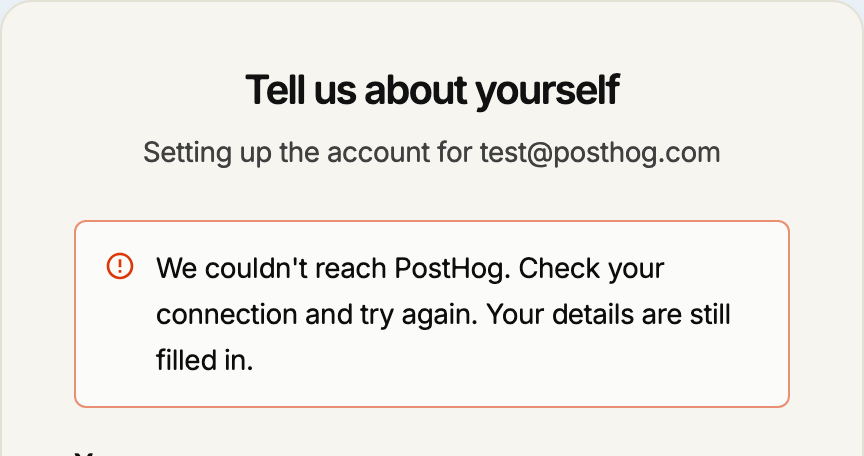 Tell us about yourself
Setting up the account for test@posthog.com
We couldn't reach PostHog. Check your
connection and try again. Your details are still
filled in.